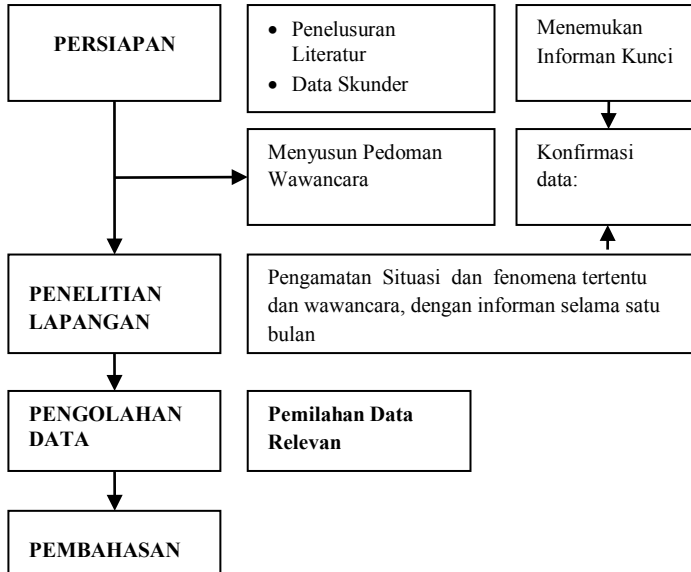 PERSIAPAN
• Penelusuran
Literatur
• Data Skunder
Menemukan
Informan Kunci
Menyusun Pedoman
Wawancara
Konfirmasi
data:
PENELITIAN
LAPANGAN
Pengamatan Situasi dan fenomena tertentu
dan wawancara, dengan informan selama satu
bulan
PENGOLAHAN
DATA
Pemilahan Data
Relevan
PEMBAHASAN